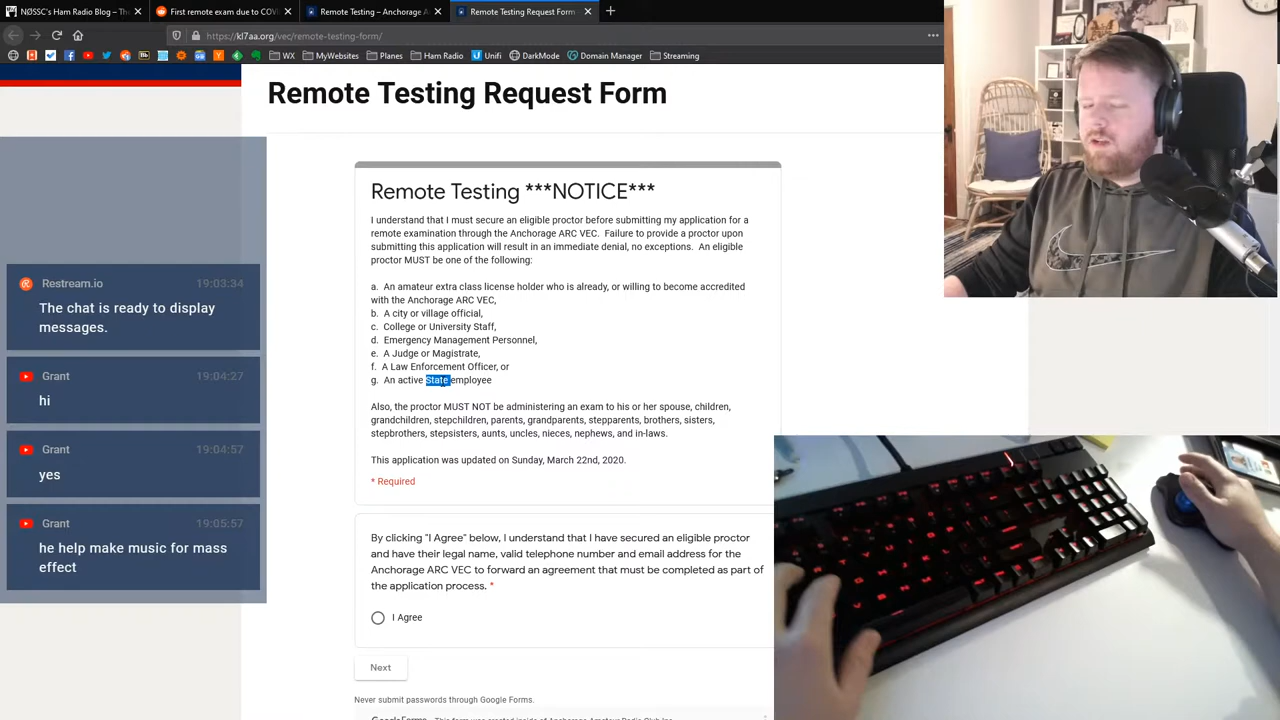 NØSSC's Ham Radio Blog – The
First remote exam due to COVI
Remote Testing – Anchorage A
Remote Testing Request Form
https://kl7aa.org/vec/remote-testing-form/
WX
MyWebsites
Planes
Ham Radio
Unifi
DarkMode
Domain Manager
Streaming
Remote Testing Request Form
Remote Testing ***NOTICE***
I understand that I must secure an eligible proctor before submitting my application for a
remote examination through the Anchorage ARC VEC. Failure to provide a proctor upon
submitting this application will result in an immediate denial, no exceptions. An eligible
proctor MUST be one of the following:
a. An amateur extra class license holder who is already, or willing to become accredited
with the Anchorage ARC VEC,
b. A city or village official,
c. College or University Staff,
d. Emergency Management Personnel,
e. A Judge or Magistrate,
f. A Law Enforcement Officer, or
g. An active State employee
Also, the proctor MUST NOT be administering an exam to his or her spouse, children,
grandchildren, stepchildren, parents, grandparents, stepparents, brothers, sisters,
stepbrothers, stepsisters, aunts, uncles, nieces, nephews, and in-laws.
This application was updated on Sunday, March 22nd, 2020.
* Required
By clicking "I Agree" below, I understand that I have secured an eligible proctor
and have their legal name, valid telephone number and email address for the
Anchorage ARC VEC to forward an agreement that must be completed as part of
the application process. *
I Agree
Next
Never submit passwords through Google Forms.
Restream.io 19:03:34
The chat is ready to display
messages.
Grant 19:04:27
hi
Grant 19:04:57
yes
Grant 19:05:57
he help make music for mass
effect